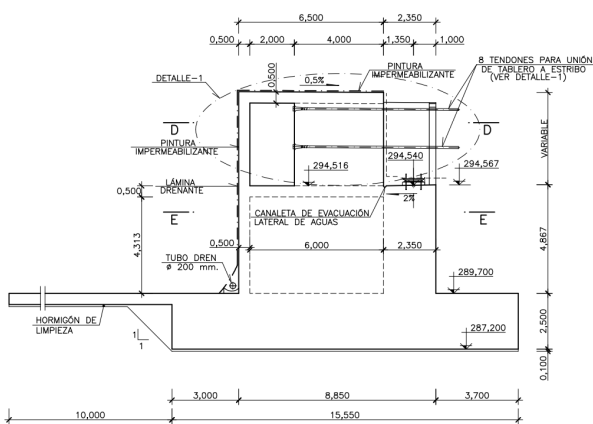 6,500
2,350
0,500
2,000
4,000
1,350
1,000
PINTURA
IMPERMEABILIZANTE
8 TENDONES PARA UNIÓN
DE TABLERO A ESTRIBO
(VER DETALLE-1)
DETALLE-1
0,500
0,5%
D
D
VARIABLE
PINTURA
IMPERMEABILIZANTE
294,516
294,540
294,567
LÁMINA
DRENANTE
0,500
2%
E
CANALETA DE EVACUACIÓN
LATERAL DE AGUAS
E
4,313
0,500
6,000
2,350
4,867
TUBO DREN
ø 200 mm.
289,700
HORMIGÓN DE
LIMPIEZA
1
1
287,200
2,500
0,100
3,000
8,850
3,700
10,000
15,550